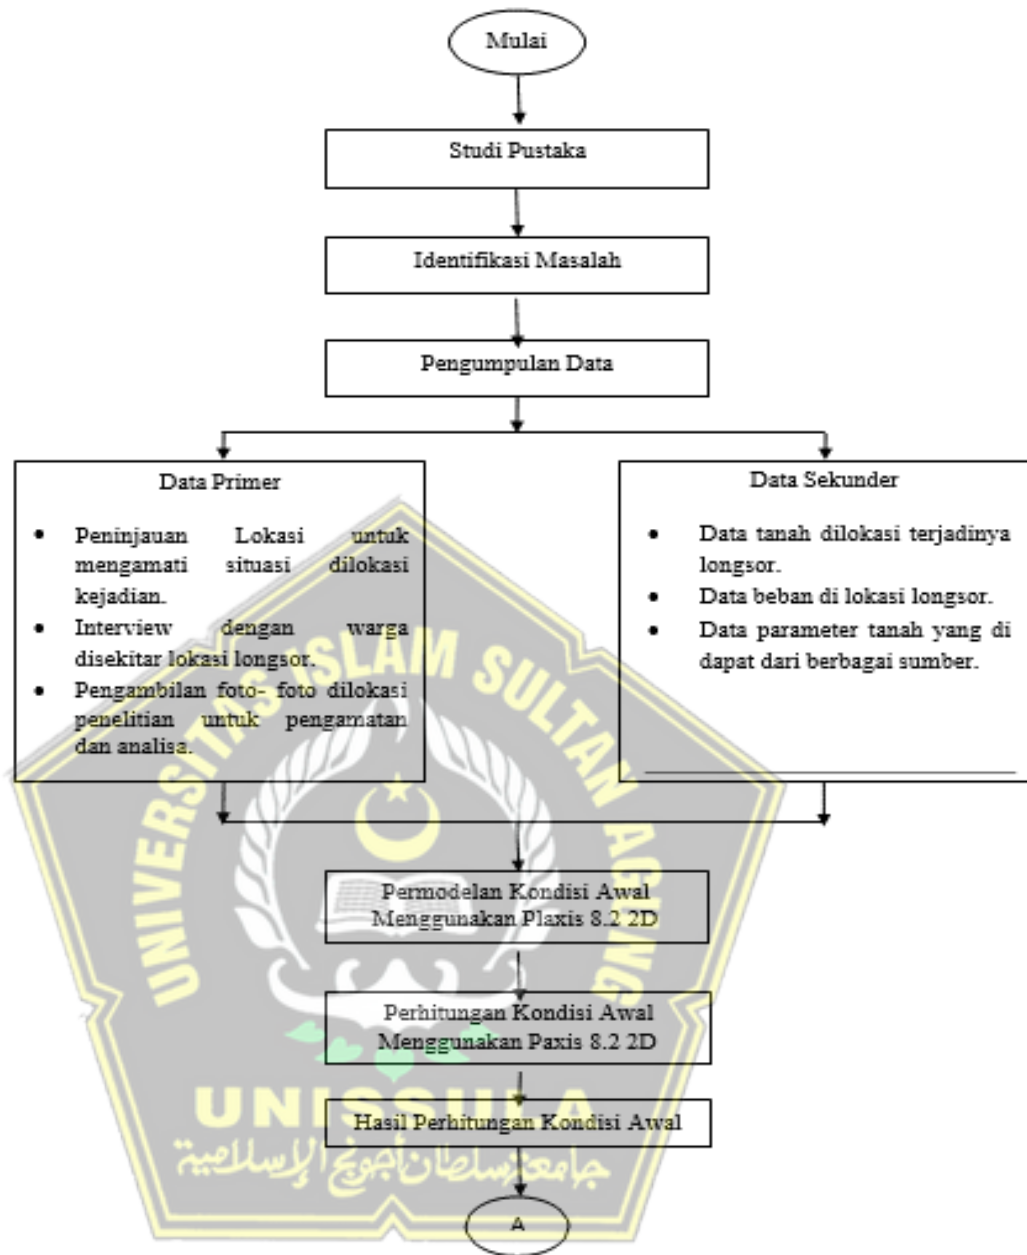 Mulai
Studi Pustaka
Identifikasi Masalah
Pengumpulan Data
Data Primer
• Peninjauan Lokasi untuk
mengamati situasi dilokasi
kejadian.
• Interview dengan warga
disekitar lokasi longsor.
• Pengambilan foto- foto dilokasi
penelitian untuk pengamatan
dan analisa.
Data Sekunder
• Data tanah dilokasi terjadinya
longsor.
• Data beban di lokasi longsor.
• Data parameter tanah yang di
dapat dari berbagai sumber.
Permodelan Kondisi Awal
Menggunakan Plaxis 8.2 2D
Perhitungan Kondisi Awal
Menggunakan Paxis 8.2 2D
Hasil Perhitungan Kondisi Awal
A
UNIVERSITAS ISLAM SULTAN AGUNG
UNISSULA
جامعة سلطان أجونج الإسلامية